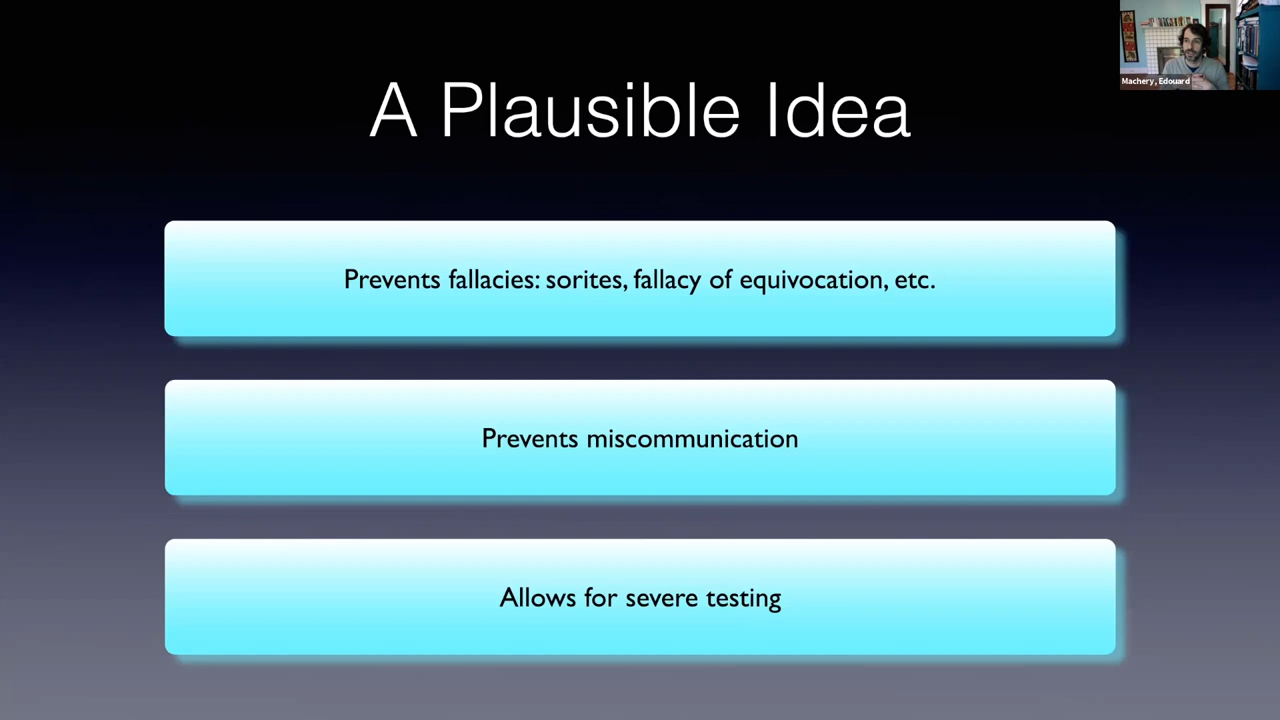 Machery, Edouard
A Plausible Idea
Prevents fallacies: sorites, fallacy of equivocation, etc.
Prevents miscommunication
Allows for severe testing